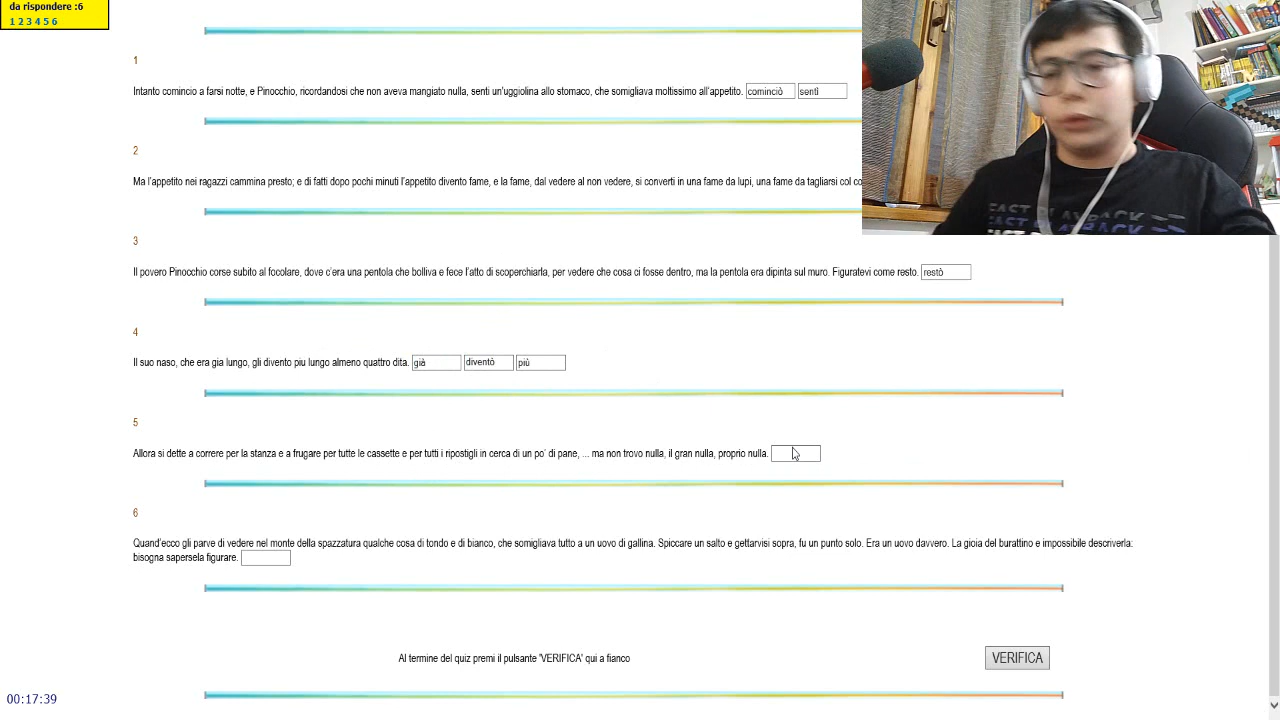 da rispondere :6
1 2 3 4 5 6
1
Intanto comincio a farsi notte, e Pinocchio, ricordandosi che non aveva mangiato nulla, senti un'uggiolina allo stomaco, che somigliava moltissimo all'appetito. cominciò sentì
2
Ma l'appetito nei ragazzi cammina presto; e di fatti dopo pochi minuti l'appetito divento fame, e la fame, dal vedere al non vedere, si converti in una fame da lupi, una fame da tagliarsi col
3
Il povero Pinocchio corse subito al focolare, dove c'era una pentola che bolliva e fece l'atto di scoperchiarla, per vedere che cosa ci fosse dentro, ma la pentola era dipinta sul muro. Figuratevi come resto. restò
4
Il suo naso, che era gia lungo, gli divento piu lungo almeno quattro dita. già diventò più
5
Allora si dette a correre per la stanza e a frugare per tutte le cassette e per tutti i ripostigli in cerca di un po' di pane, ... ma non trovo nulla, il gran nulla, proprio nulla.
6
Quand'ecco gli parve di vedere nel monte della spazzatura qualche cosa di tondo e di bianco, che somigliava tutto a un uovo di gallina. Spiccare un salto e gettarvisi sopra, fu un punto solo. Era un uovo davvero. La gioia del burattino e impossibile descriverla:
bisogna sapersela figurare.
Al termine del quiz premi il pulsante 'VERIFICA' qui a fianco
VERIFICA
00:17:39